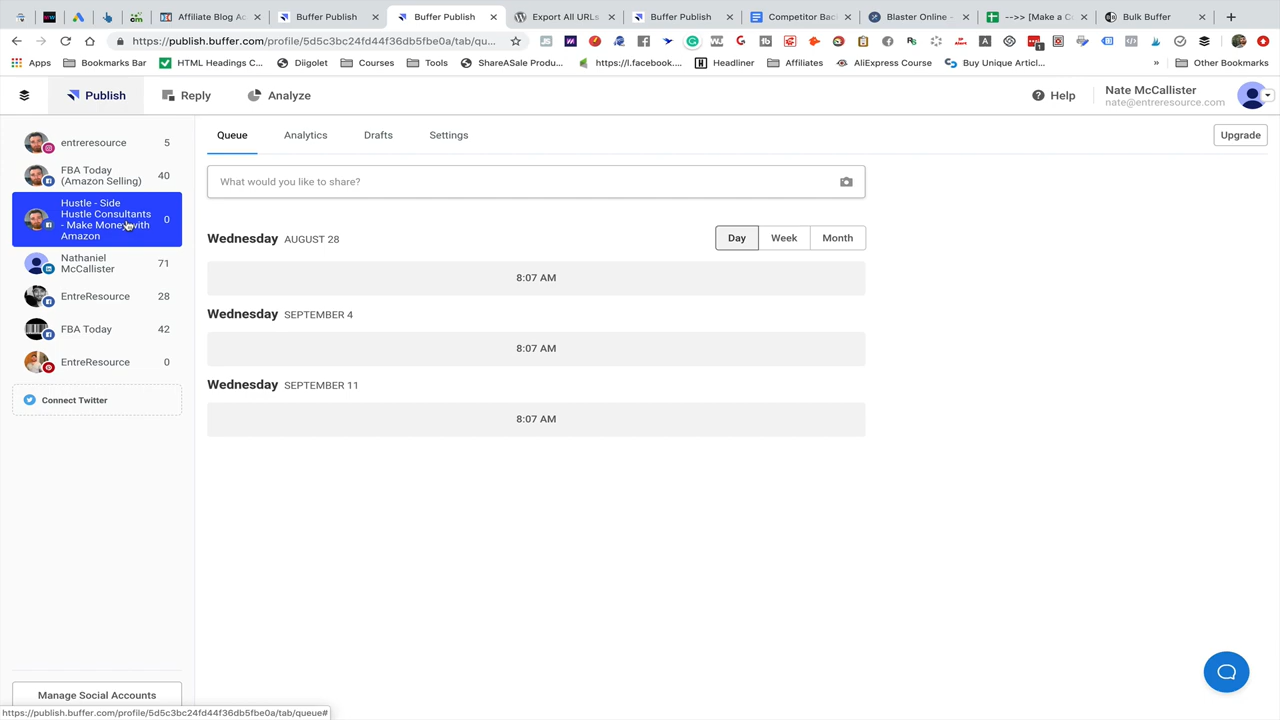 Affiliate Blog Ac
Buffer Publish
Buffer Publish
Export All URLs
Buffer Publish
Competitor Bac
Blaster Online -
-->> [Make a C
Bulk Buffer
https://publish.buffer.com/profile/5d5c3bc24fd44f36db5fbe0a/tab/qu...
Apps
Bookmarks Bar
HTML Headings C...
Diigolet
Courses
Tools
ShareASale Produ...
https://l.facebook....
Headliner
Affiliates
AliExpress Course
Buy Unique Articl...
»
Other Bookmarks
Publish
Reply
Analyze
Help
Nate McCallister
nate@entreresource.com
entreresource 5
FBA Today
(Amazon Selling) 40
Hustle - Side
Hustle Consultants
- Make Money with
Amazon 0
Nathaniel
McCallister 71
EntreResource 28
FBA Today 42
EntreResource 0
Connect Twitter
Manage Social Accounts
https://publish.buffer.com/profile/5d5c3bc24fd44f36db5fbe0a/tab/queue#
Queue
Analytics
Drafts
Settings
Upgrade
What would you like to share?
Wednesday AUGUST 28
Day
Week
Month
8:07 AM
Wednesday SEPTEMBER 4
8:07 AM
Wednesday SEPTEMBER 11
8:07 AM